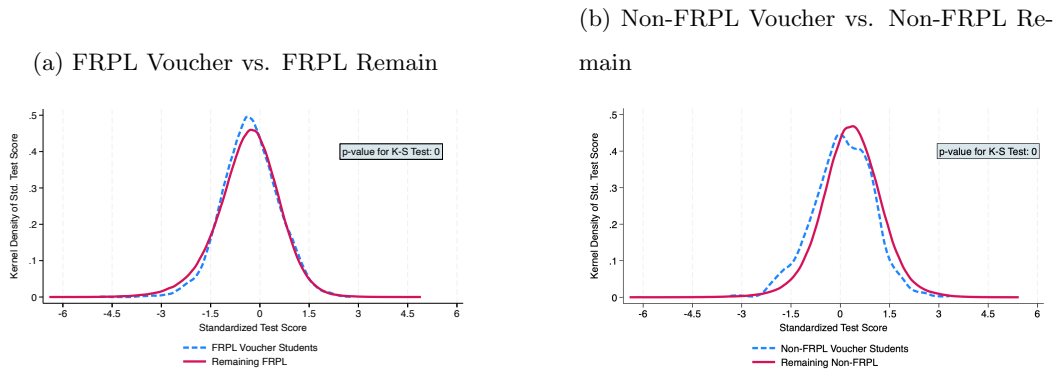 (a) FRPL Voucher vs. FRPL Remain
Kernel Density of Std. Test Score
.5
.4
.3
.2
.1
0
p-value for K-S Test: 0
-6 -4.5 -3 -1.5 0 1.5 3 4.5 6
Standardized Test Score
FRPL Voucher Students
Remaining FRPL
(b) Non-FRPL Voucher vs. Non-FRPL Re-
main
Kernel Density of Std. Test Score
.5
.4
.3
.2
.1
0
p-value for K-S Test: 0
-6 -4.5 -3 -1.5 0 1.5 3 4.5 6
Standardized Test Score
Non-FRPL Voucher Students
Remaining Non-FRPL